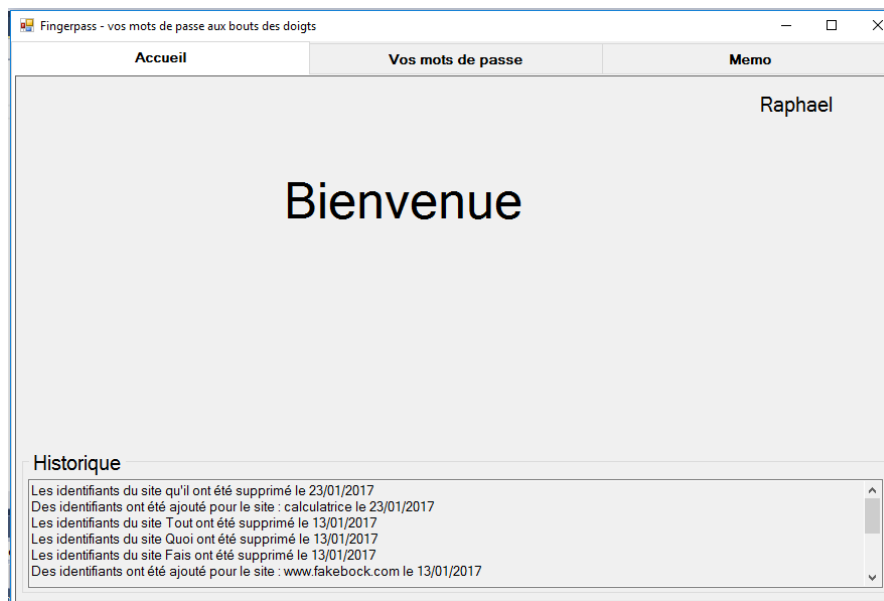 Fingerpass - vos mots de passe aux bouts des doigts
Accueil Vos mots de passe Memo
Raphael
Bienvenue
Historique
Les identifiants du site qu'il ont été supprimé le 23/01/2017
Des identifiants ont été ajouté pour le site : calculatrice le 23/01/2017
Les identifiants du site Tout ont été supprimé le 13/01/2017
Les identifiants du site Quoi ont été supprimé le 13/01/2017
Les identifiants du site Fais ont été supprimé le 13/01/2017
Des identifiants ont été ajouté pour le site : www.fakebock.com le 13/01/2017